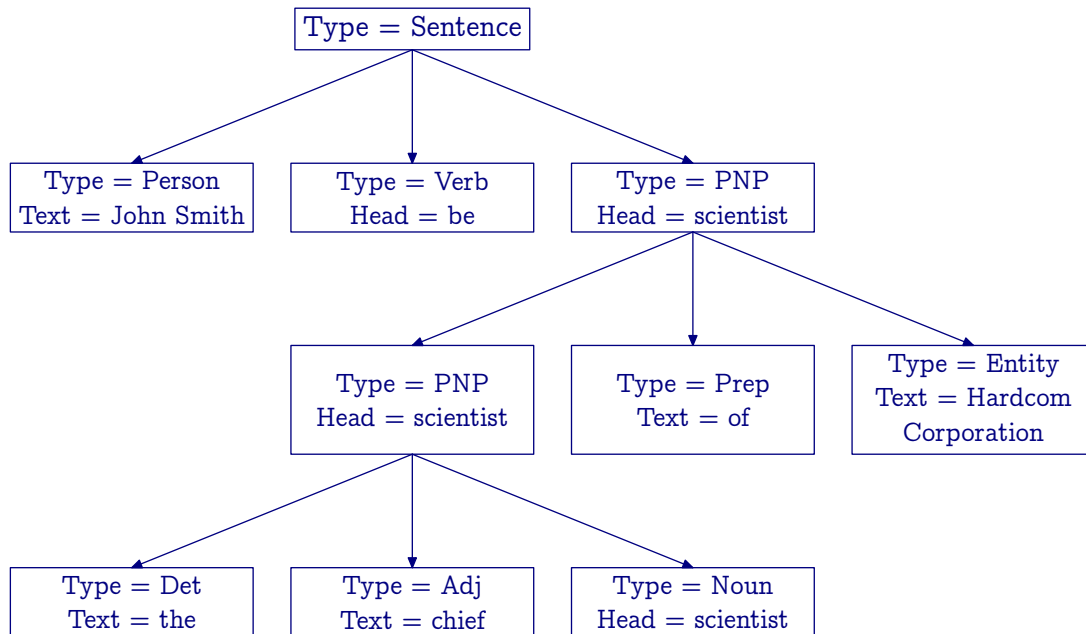 Type = Sentence
Type = Person
Text = John Smith
Type = Verb
Head = be
Type = PNP
Head = scientist
Type = PNP
Head = scientist
Type = Prep
Text = of
Type = Entity
Text = Hardcom
Corporation
Type = Det
Text = the
Type = Adj
Text = chief
Type = Noun
Head = scientist